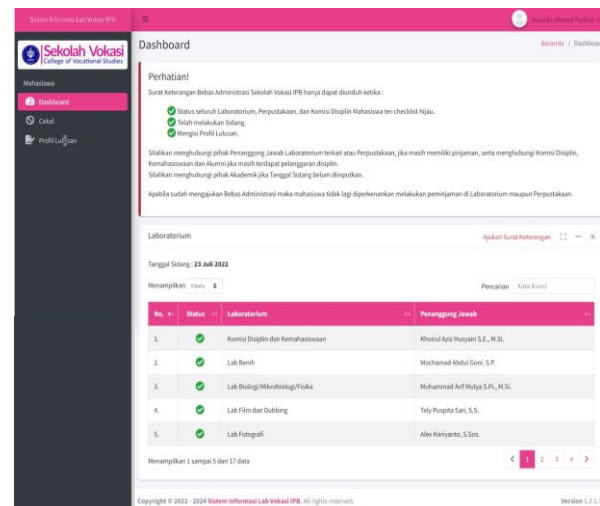 Sistem Informasi Lab Vokasi IPB
Ananda Ahmad Fadilah
Sekolah Vokasi
College of Vocational Studies
Mahasiswa
Dashboard
Cekal
Profil Lulusan
Dashboard
Beranda / Dashboar
Perhatian!
Surat Keterangan Bebas Administrasi Sekolah Vokasi IPB hanya dapat diunduh ketika :
Status seluruh Laboratorium, Perpustakaan, dan Komisi Disiplin Mahasiswa ter-checklist hijau.
Telah melakukan Sidang.
Mengisi Profil Lulusan.
Silahkan menghubungi pihak Penanggung Jawab Laboratorium terkait atau Perpustakaan, jika masih memiliki pinjaman, serta menghubungi Komisi Disiplin,
Kemahasiswaan dan Alumni jika masih terdapat pelanggaran disiplin.
Silahkan menghubungi pihak Akademik jika Tanggal Sidang belum diinputkan.
Apabila sudah mengajukan Bebas Administrasi maka mahasiswa tidak lagi diperkenankan melakukan peminjaman di Laboratorium maupun Perpustakaan.
Laboratorium
Ajukan Surat Keterangan
Tanggal Sidang : 23 Juli 2022
Menampilkan 5 baris
Pencarian Kata Kunci
No. Status Laboratorium Penanggung Jawab
1. Komisi Disiplin dan Kemahasiswaan Khoirul Aziz Husyairi S.E., M.Si.
2. Lab Benih Mochamad Abdul Goni, S.P.
3. Lab Biologi/Mikrobiologi/Fisika Muhammad Arif Mulya S.Pi., M.Si.
4. Lab Film dan Dubbing Tely Puspita Sari, S.S.
5. Lab Fotografi Alex Hariyanto, S.Sos.
Menampilkan 1 sampai 5 dari 17 data
1 2 3 4
Copyright © 2022 - 2024 Sistem Informasi Lab Vokasi IPB. All rights reserved.
Version 1.3.1